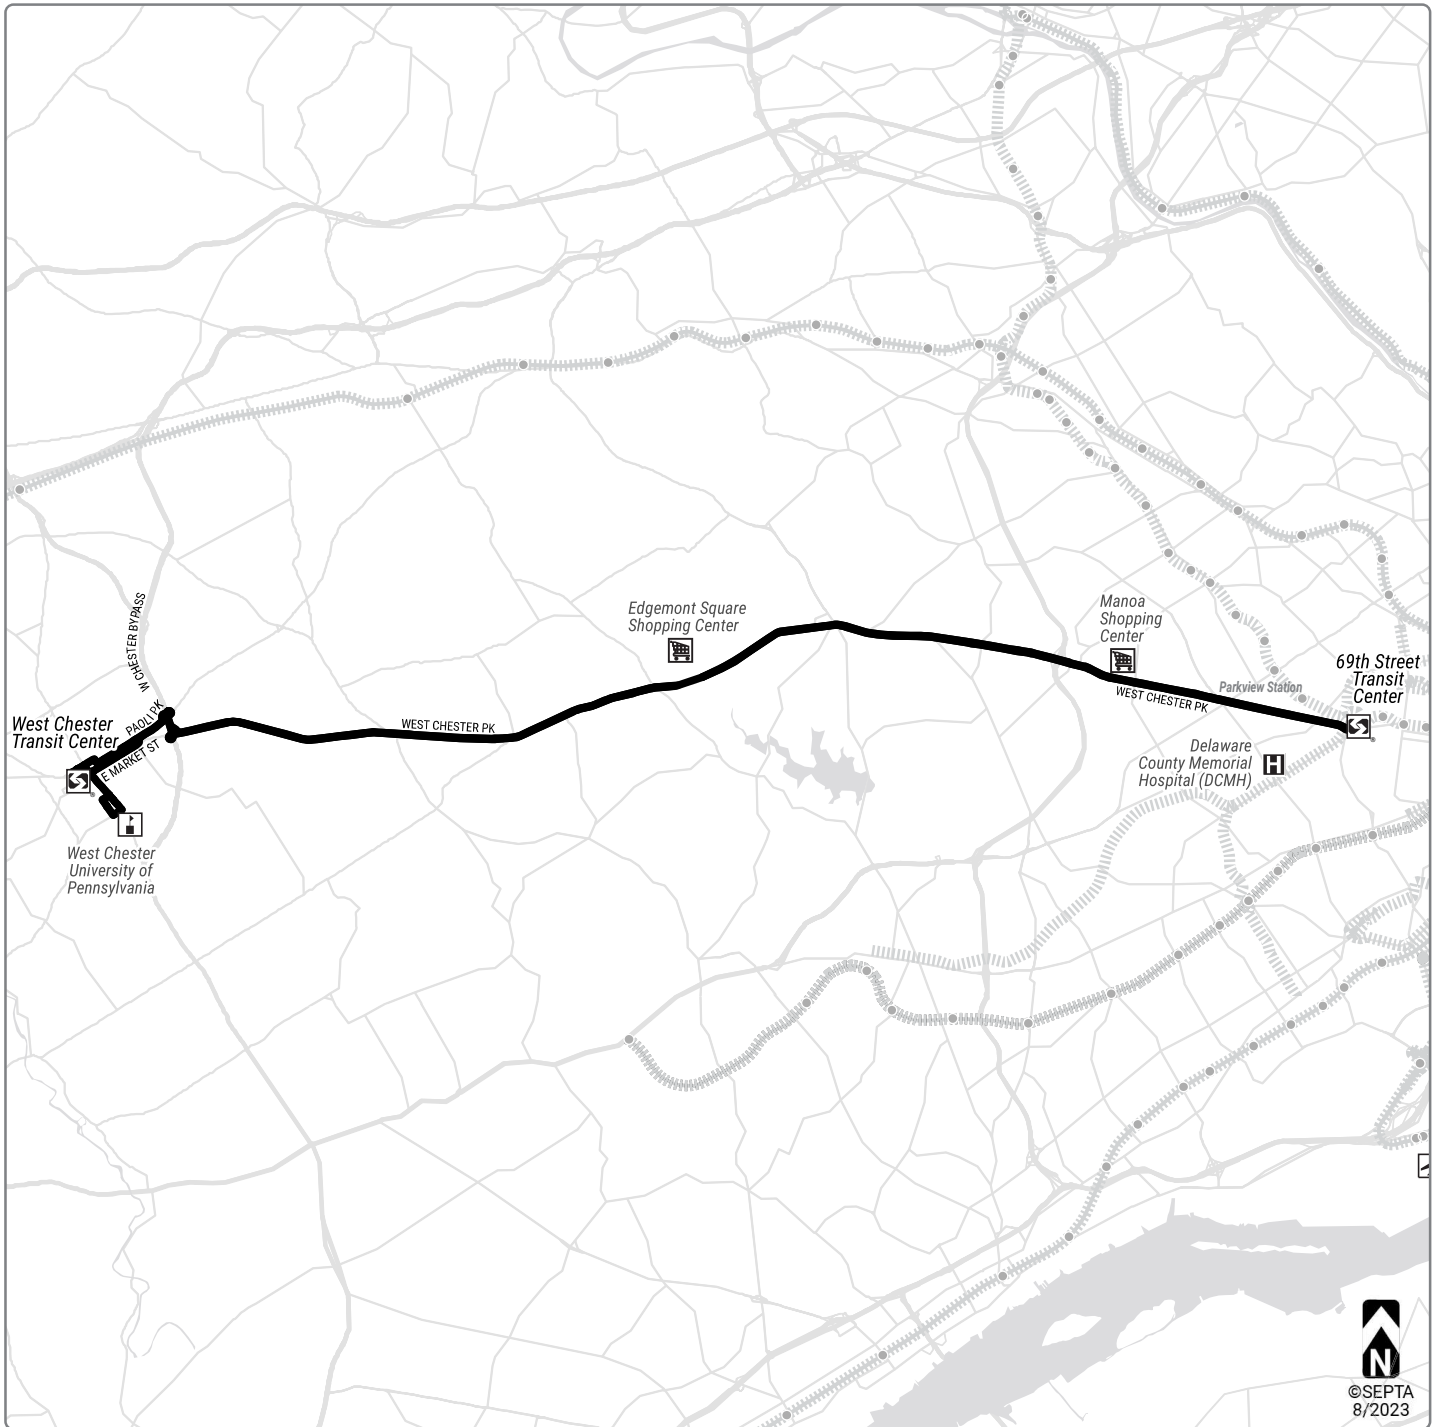 Edgemont Square
Shopping Center
Manoa
Shopping
Center
W CHESTER BYPASS
69th Street
Transit
Center
Parkview Station
WEST CHESTER PK
PAOLI PK
West Chester
Transit Center
WEST CHESTER PK
E MARKET ST
Delaware
County Memorial
Hospital (DCMH)
H
West Chester
University of
Pennsylvania
N
©SEPTA
8/2023